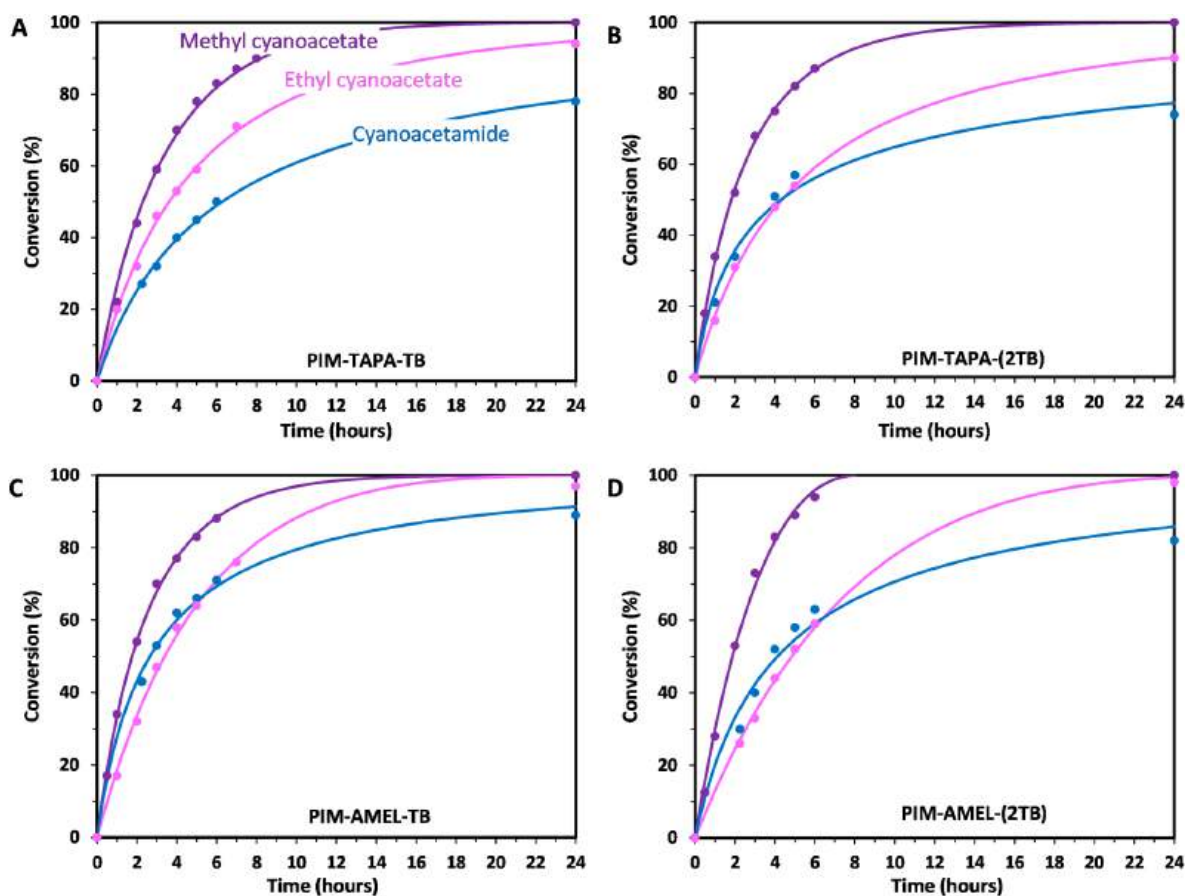 A
100
80
60
40
20
0
Conversion (%)
Methyl cyanoacetate
Ethyl cyanoacetate
Cyanoacetamide
PIM-TAPA-TB
0 2 4 6 8 10 12 14 16 18 20 22 24
Time (hours)
B
100
80
60
40
20
0
Conversion (%)
PIM-TAPA-(2TB)
0 2 4 6 8 10 12 14 16 18 20 22 24
Time (hours)
C
100
80
60
40
20
0
Conversion (%)
PIM-AMEL-TB
0 2 4 6 8 10 12 14 16 18 20 22 24
Time (hours)
D
100
80
60
40
20
0
Conversion (%)
PIM-AMEL-(2TB)
0 2 4 6 8 10 12 14 16 18 20 22 24
Time (hours)